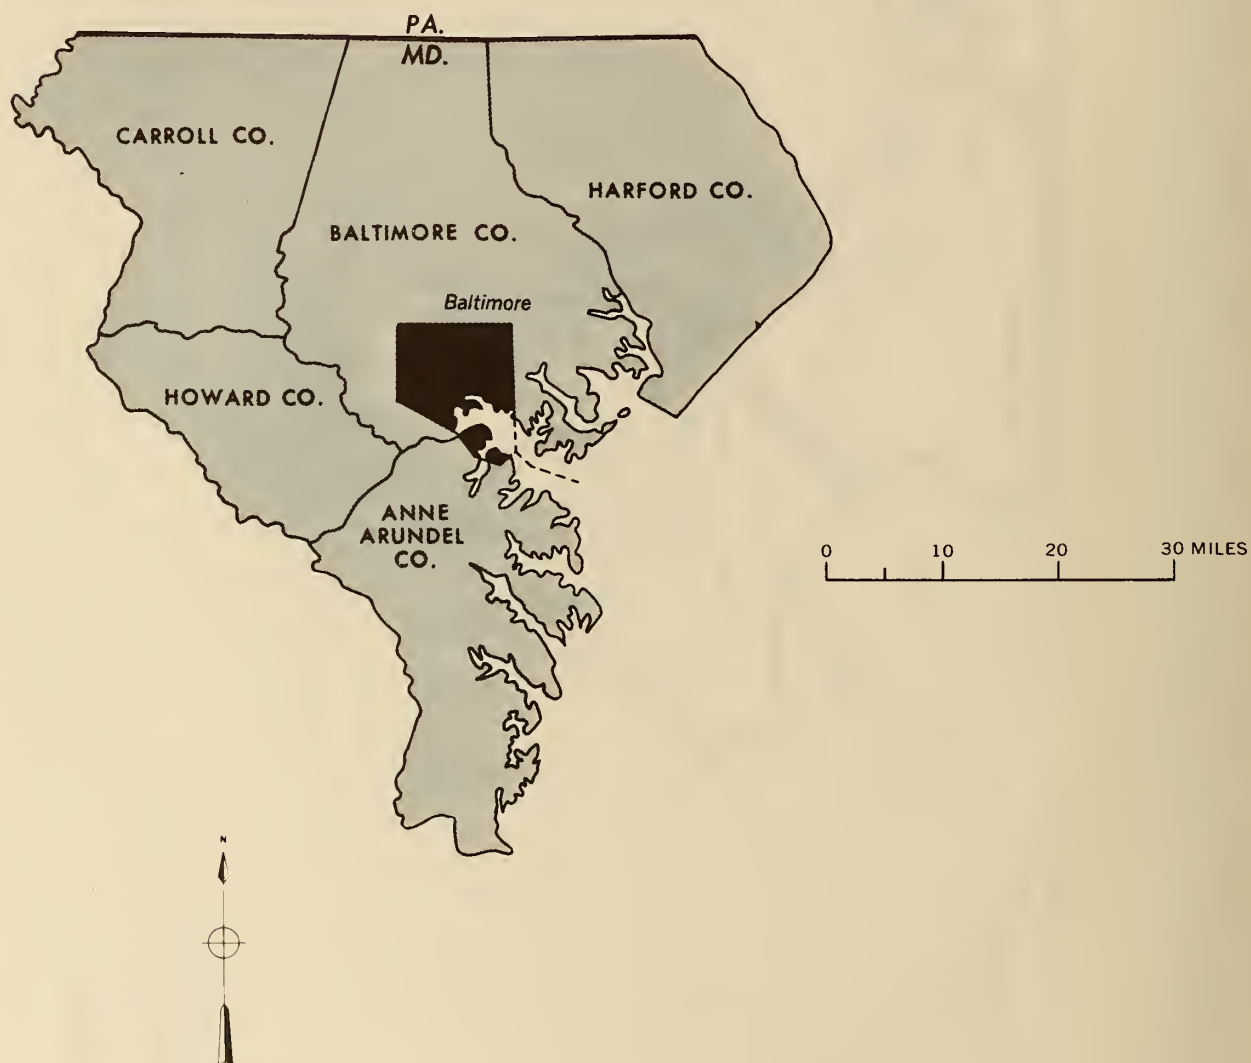 PA.
MD.
CARROLL CO.
HARFORD CO.
BALTIMORE CO.
Baltimore
HOWARD CO.
ANNE
ARUNDEL
CO.
0 10 20 30 MILES
N